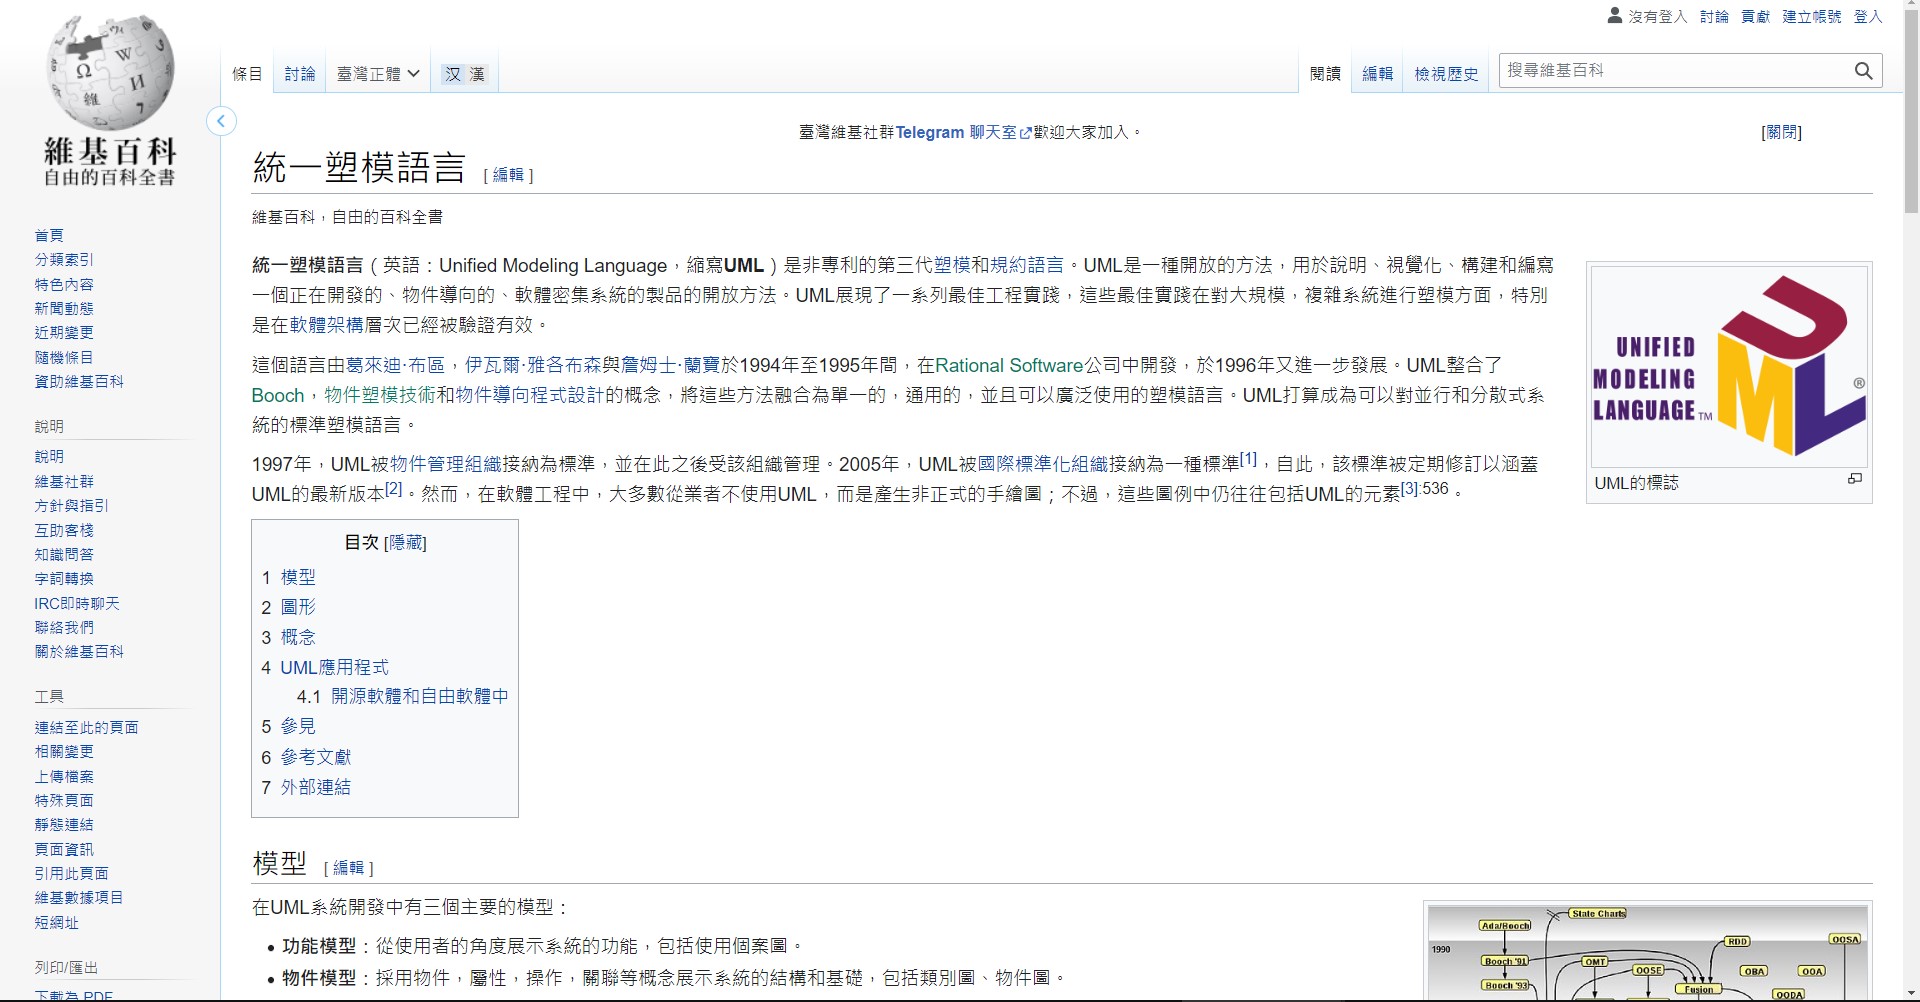 沒有登入 討論 貢獻 建立帳號 登入
條目 討論 臺灣正體 汉 漢 閱讀 編輯 檢視歷史 搜尋維基百科
維基百科
自由的百科全書
首頁
分類索引
特色內容
新聞動態
近期變更
隨機條目
資助維基百科
說明
說明
維基社群
方針與指引
互助客棧
知識問答
字詞轉換
IRC即時聊天
聯絡我們
關於維基百科
工具
連結至此的頁面
相關變更
上傳檔案
特殊頁面
靜態連結
頁面資訊
引用此頁面
維基數據項目
短網址
列印/匯出
下載為 PDF
臺灣維基社群Telegram 聊天室歡迎大家加入。 [關閉]
統一塑模語言 [ 編輯 ]
維基百科，自由的百科全書
統一塑模語言（英語：Unified Modeling Language，縮寫UML）是非專利的第三代塑模和規約語言。UML是一種開放的方法，用於說明、視覺化、構建和編寫
一個正在開發的、物件導向的、軟體密集系統的製品的開放方法。UML展現了一系列最佳工程實踐，這些最佳實踐在對大規模，複雜系統進行塑模方面，特別
是在軟體架構層次已經被驗證有效。
這個語言由葛來迪·布區，伊瓦爾·雅各布森與詹姆士·蘭寶於1994年至1995年間，在Rational Software公司中開發，於1996年又進一步發展。UML整合了
Booch，物件塑模技術和物件導向程式設計的概念，將這些方法融合為單一的，通用的，並且可以廣泛使用的塑模語言。UML打算成為可以對並行和分散式系
統的標準塑模語言。
1997年，UML被物件管理組織接納為標準，並在此之後受該組織管理。2005年，UML被國際標準化組織接納為一種標準[1]，自此，該標準被定期修訂以涵蓋
UML的最新版本[2]。然而，在軟體工程中，大多數從業者不使用UML，而是產生非正式的手繪圖；不過，這些圖例中仍往往包括UML的元素[3]:536。
UNIFIED
MODELING
LANGUAGE™
UML®
UML的標誌
目次 [隱藏]
1 模型
2 圖形
3 概念
4 UML應用程式
4.1 開源軟體和自由軟體中
5 參見
6 參考文獻
7 外部連結
模型 [ 編輯 ]
在UML系統開發中有三個主要的模型：
• 功能模型：從使用者的角度展示系統的功能，包括使用個案圖。
• 物件模型：採用物件，屬性，操作，關聯等概念展示系統的結構和基礎，包括類別圖、物件圖。
State Charts
Ada/Booch
1990
RDD
OOSA
Booch '91
OMT
OOSE
OBA
OOA
Booch '93
Fusion
OODA